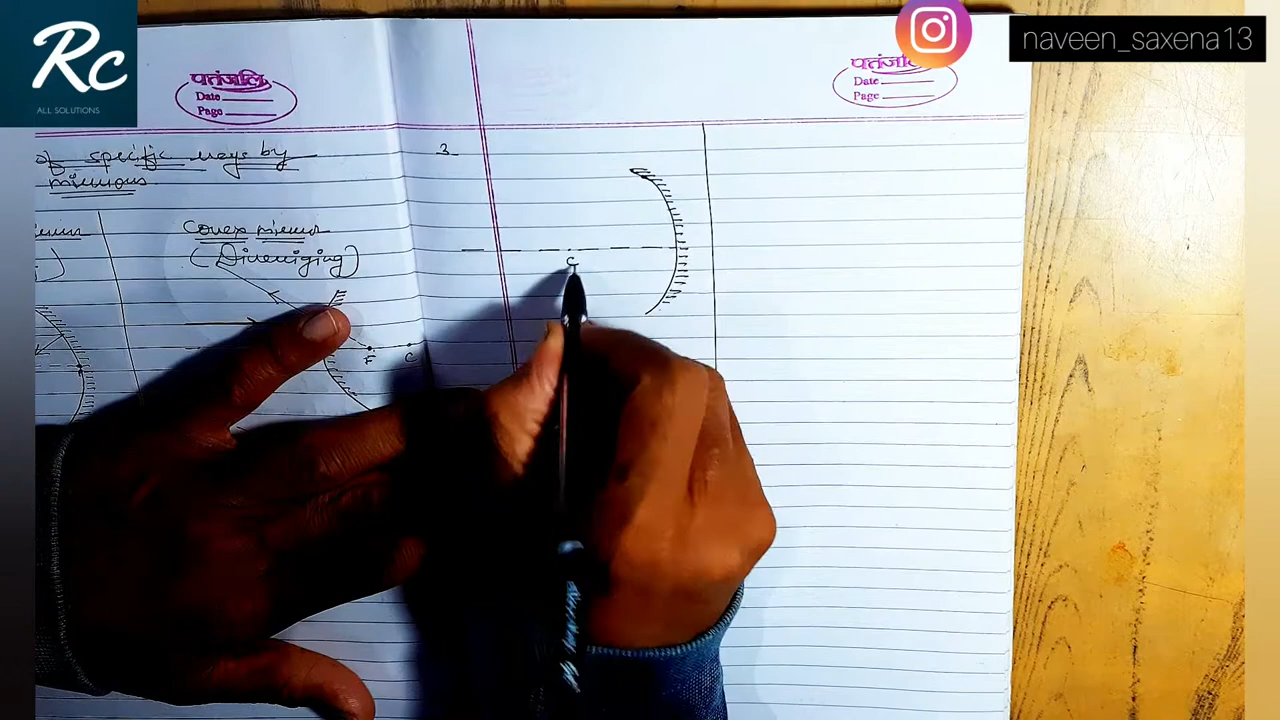 Rc
ALL SOLUTIONS
naveen_saxena13
पतंजलि
Date
Page
पतंजलि
Date
Page
of specific rays by
mirrors
3
Covex mirror
(Diverging)
F
C
C